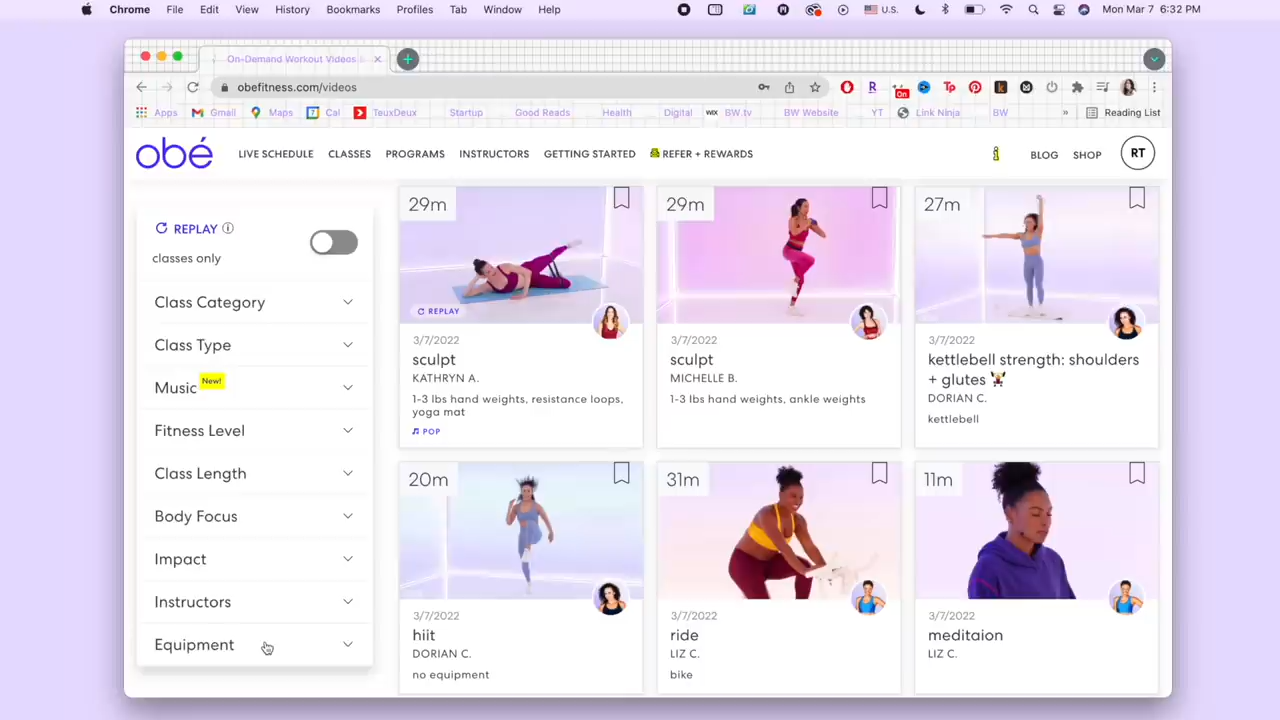 Chrome File Edit View History Bookmarks Profiles Tab Window Help U.S. Mon Mar 7 6:32 PM
On-Demand Workout Videos
obefitness.com/videos
Apps Gmail Maps Cal TeuxDeux Startup Good Reads Health Digital WIX BW.tv BW Website YT Link Ninja BW » Reading List
obé LIVE SCHEDULE CLASSES PROGRAMS INSTRUCTORS GETTING STARTED REFER + REWARDS BLOG SHOP RT
REPLAY
classes only
Class Category
Class Type
Music New!
Fitness Level
Class Length
Body Focus
Impact
Instructors
Equipment
29m
REPLAY
3/7/2022
sculpt
KATHRYN A.
1-3 lbs hand weights, resistance loops,
yoga mat
POP
29m
3/7/2022
sculpt
MICHELLE B.
1-3 lbs hand weights, ankle weights
27m
3/7/2022
kettlebell strength: shoulders
+ glutes 🏋️
DORIAN C.
kettlebell
20m
3/7/2022
hiit
DORIAN C.
no equipment
31m
3/7/2022
ride
LIZ C.
bike
11m
3/7/2022
meditaion
LIZ C.